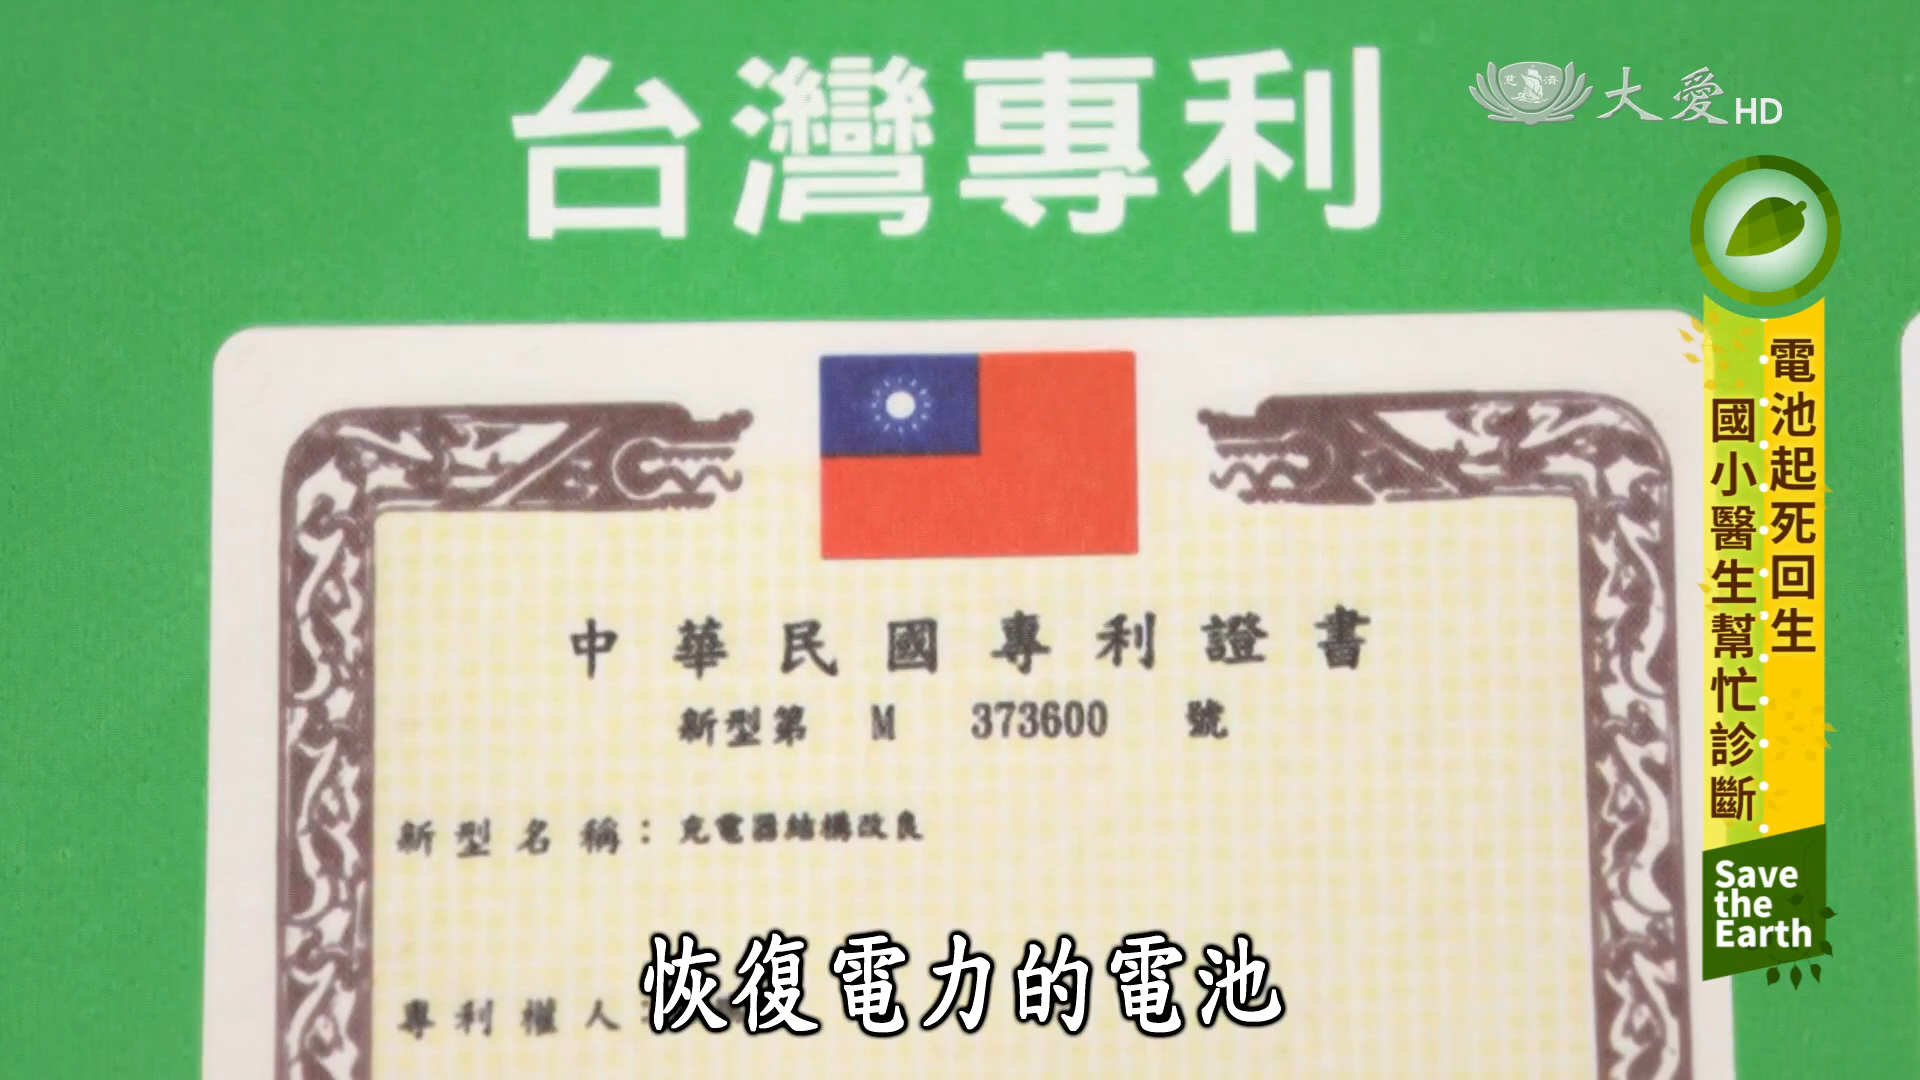 台灣專利
大愛HD
電池起死回生
國小醫生幫忙診斷
Save
the
Earth
中華民國專利證書
新型第 M 373600 號
新型名稱：充電器結構改良
專利權人：
恢復電力的電池